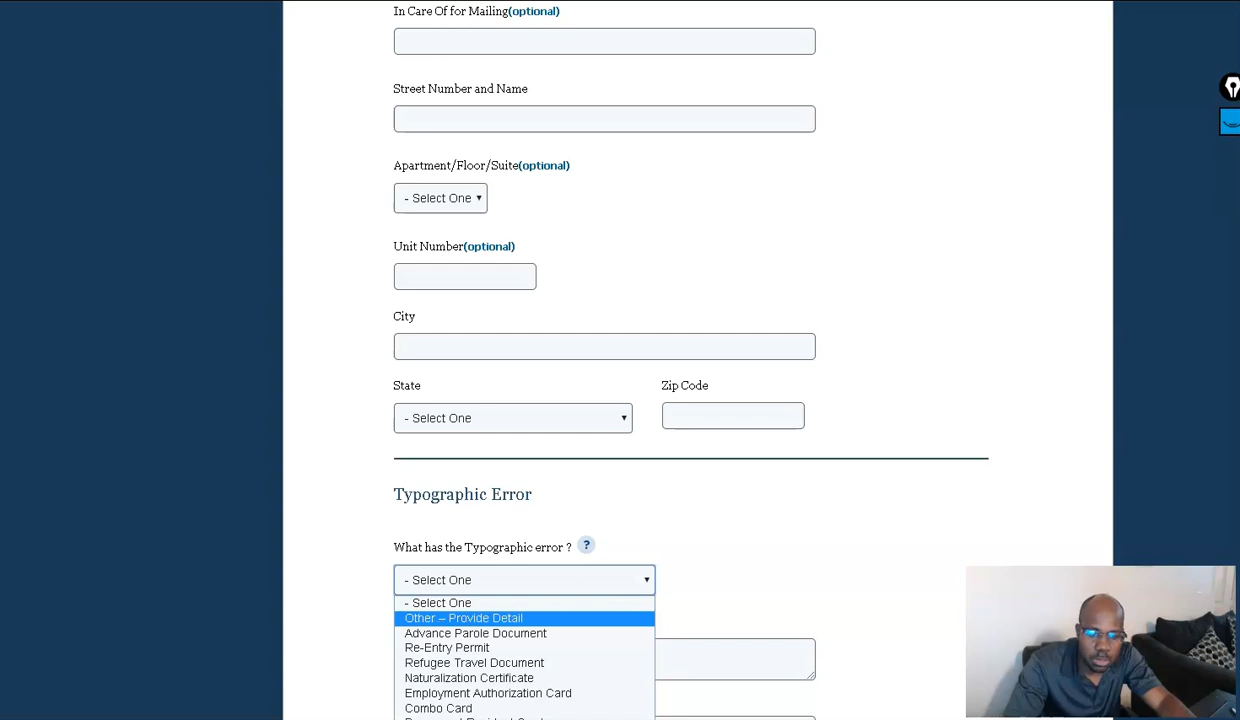 In Care Of for Mailing(optional)
Street Number and Name
Apartment/Floor/Suite(optional)
- Select One
Unit Number(optional)
City
State
Zip Code
- Select One
Typographic Error
What has the Typographic error ? ?
- Select One
- Select One
Other – Provide Detail
Advance Parole Document
Re-Entry Permit
Refugee Travel Document
Naturalization Certificate
Employment Authorization Card
Combo Card